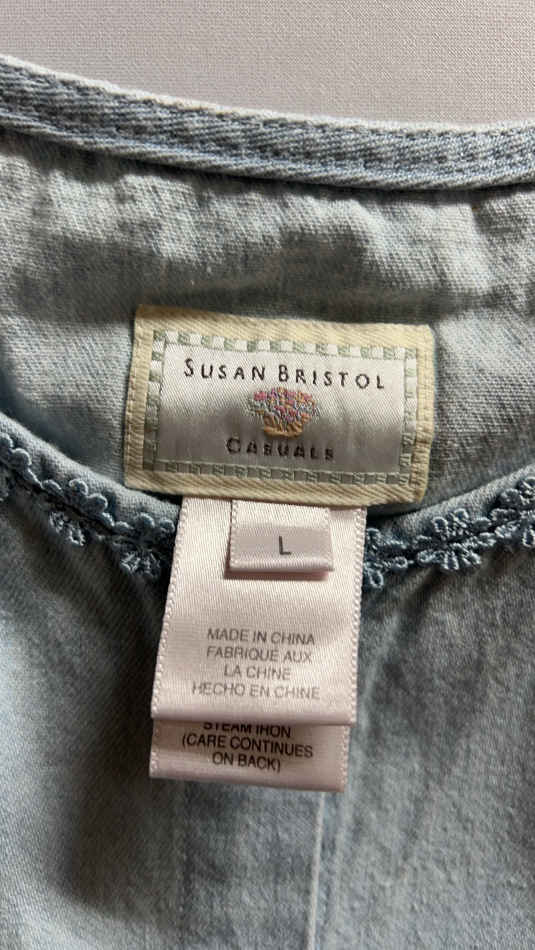 SUSAN BRISTOL
CASUALS
L
MADE IN CHINA
FABRIQUE AUX
LA CHINE
HECHO EN CHINE
STEAM IRON
(CARE CONTINUES
ON BACK)